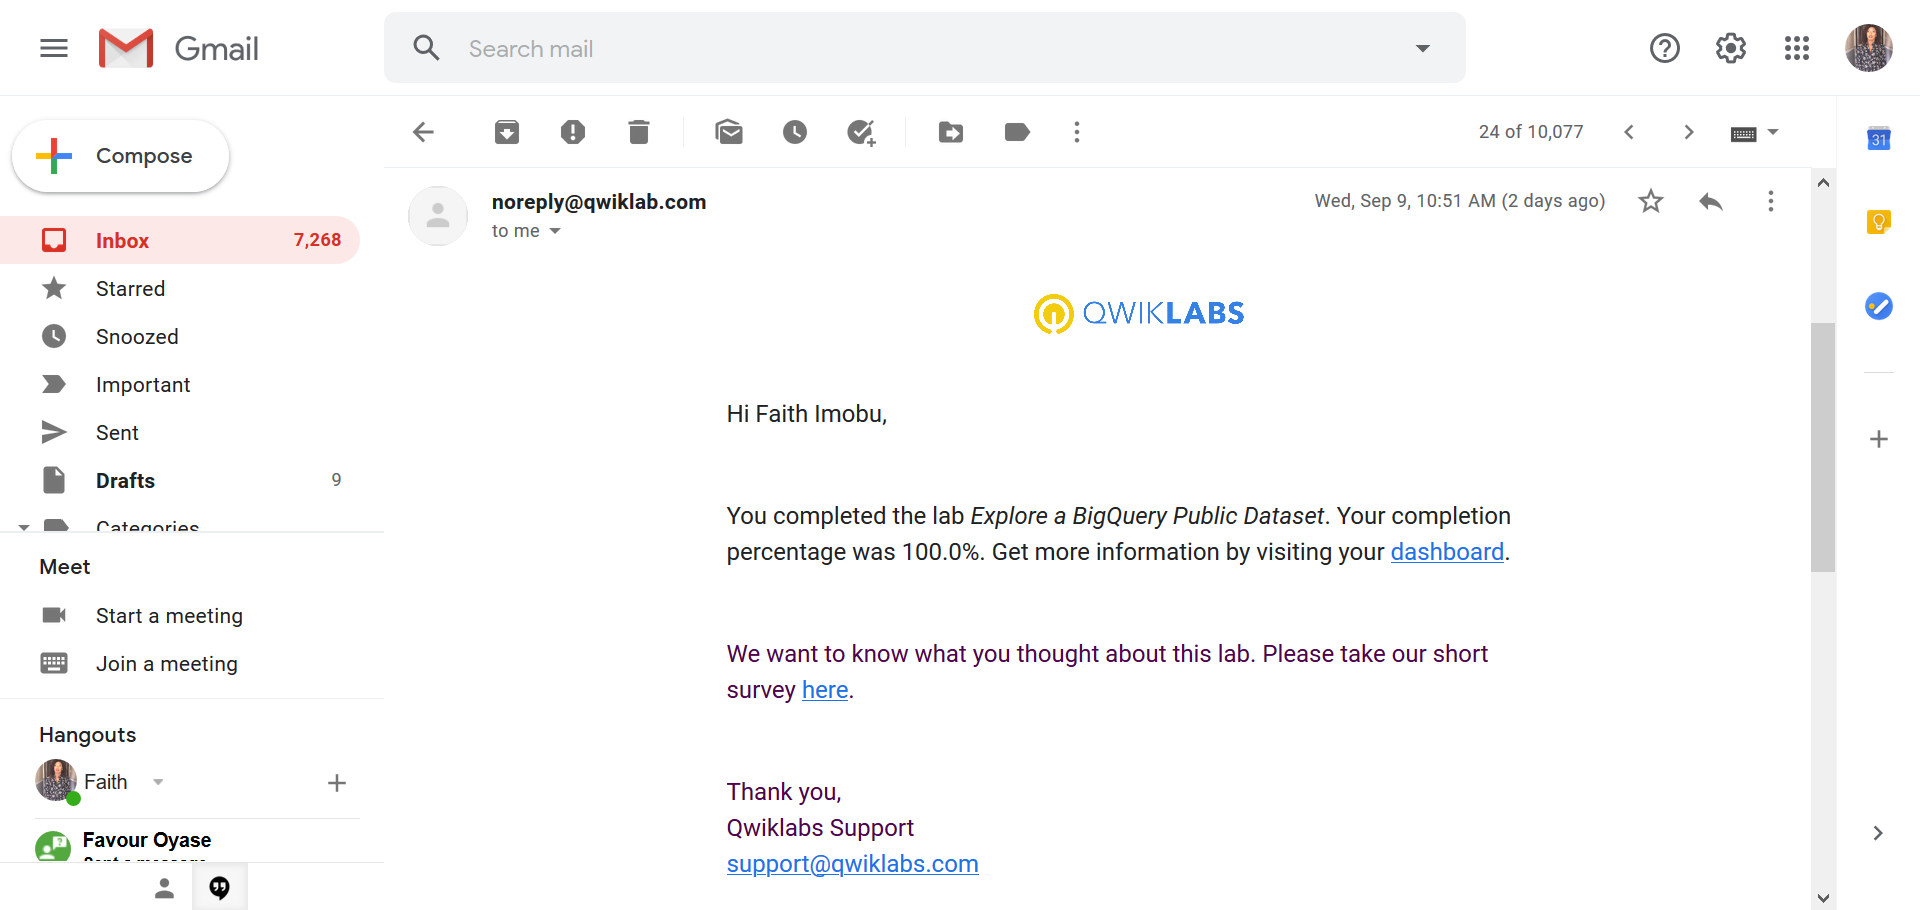 Gmail
Search mail
Compose
24 of 10,077
31
Inbox 7,268
Starred
Snoozed
Important
Sent
Drafts 9
Categories
Meet
Start a meeting
Join a meeting
Hangouts
Faith
Favour Oyase
noreply@qwiklab.com
Wed, Sep 9, 10:51 AM (2 days ago)
to me
QWIKLABS
Hi Faith Imobu,
You completed the lab Explore a BigQuery Public Dataset. Your completion
percentage was 100.0%. Get more information by visiting your dashboard.
We want to know what you thought about this lab. Please take our short
survey here.
Thank you,
Qwiklabs Support
support@qwiklabs.com